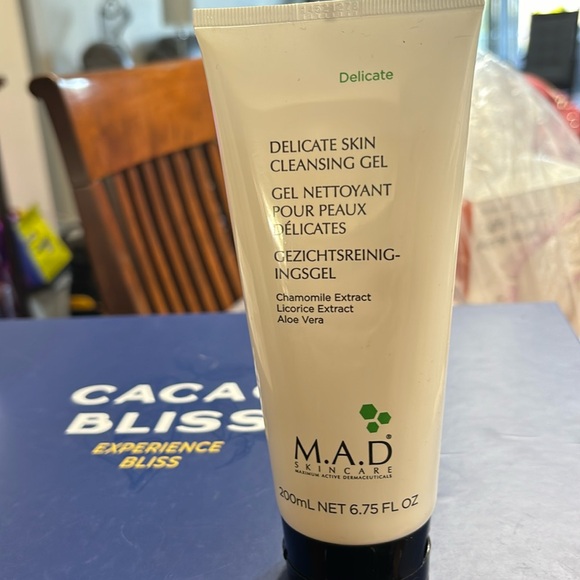 Delicate
DELICATE SKIN
CLEANSING GEL
GEL NETTOYANT
POUR PEAUX
DÉLICATES
GEZICHTSREINIG-
INGSGEL
Chamomile Extract
Licorice Extract
Aloe Vera
M.A.D®
SKINCARE
MAXIMUM ACTIVE DERMACEUTICALS
200mL NET 6.75 FL OZ
BLISS
EXPERIENCE
BLISS